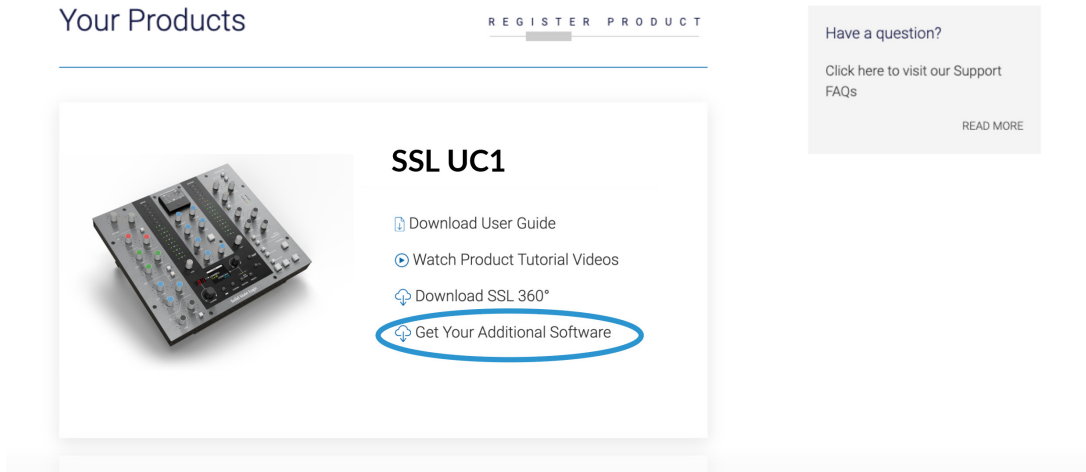 Your Products
REGISTER PRODUCT
Have a question?
Click here to visit our Support
FAQs
READ MORE
SSL UC1
Download User Guide
Watch Product Tutorial Videos
Download SSL 360°
Get Your Additional Software